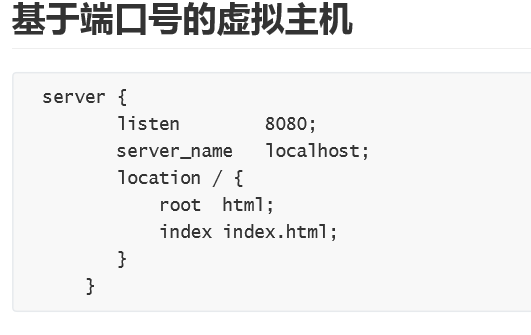 基于端口号的虚拟主机
server {
listen 8080;
server_name localhost;
location / {
root html;
index index.html;
}
}